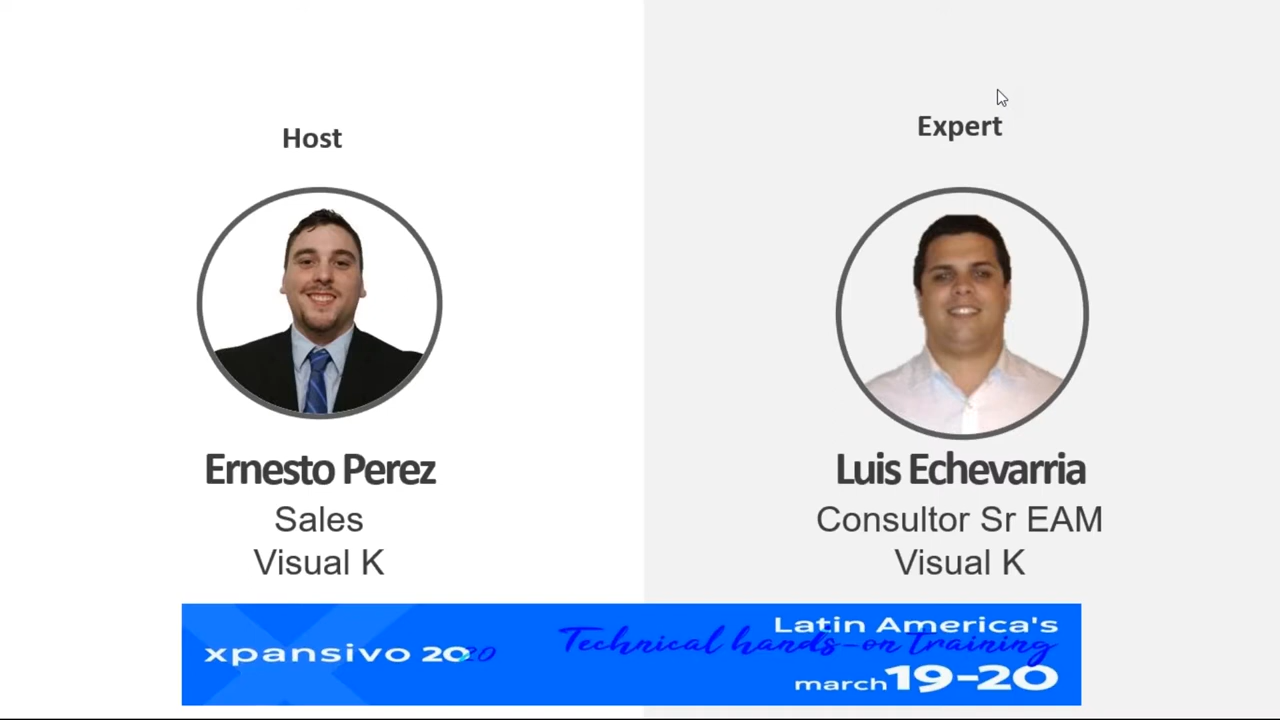 Host
Ernesto Perez
Sales
Visual K
Expert
Luis Echevarria
Consultor Sr EAM
Visual K
xpansivo 2020
Latin America's
Technical hands-on training
march 19-20